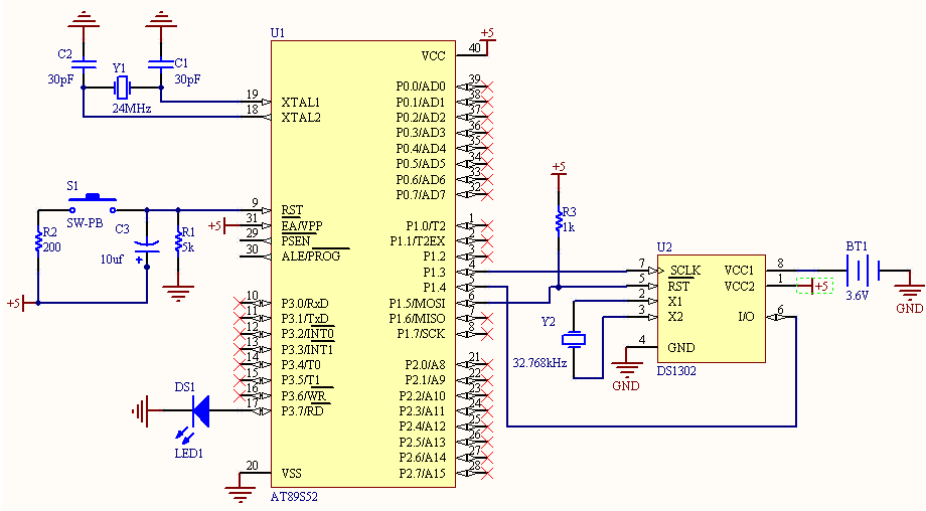 U1
+5
C2
30pF
Y1
24MHz
C1
30pF
19 XTAL1
18 XTAL2
VCC 40
P0.0/AD0 39
P0.1/AD1 38
P0.2/AD2 37
P0.3/AD3 36
P0.4/AD4 35
P0.5/AD5 34
P0.6/AD6 33
P0.7/AD7 32
S1
SW-PB
R2
200
C3
10uf
+
R1
5k
+5
9 RST
+5 31 EA/VPP
29 PSEN
30 ALE/PROG
P1.0/T2 1
P1.1/T2EX 2
P1.2 3
P1.3 4
P1.4 5
P1.5/MOSI 6
P1.6/MISO 7
P1.7/SCK 8
+5
R3
1k
U2
7 SCLK
5 RST
2 X1
3 X2
4 GND
VCC1 8
VCC2 1 +5
I/O 6
DS1302
BT1
3.6V
GND
Y2
32.768kHz
GND
10 P3.0/RxD
11 P3.1/TxD
12 P3.2/INT0
13 P3.3/INT1
14 P3.4/T0
15 P3.5/T1
16 P3.6/WR
17 P3.7/RD
P2.0/A8 21
P2.1/A9 22
P2.2/A10 23
P2.3/A11 24
P2.4/A12 25
P2.5/A13 26
P2.6/A14 27
P2.7/A15 28
DS1
LED1
20 VSS
AT89S52